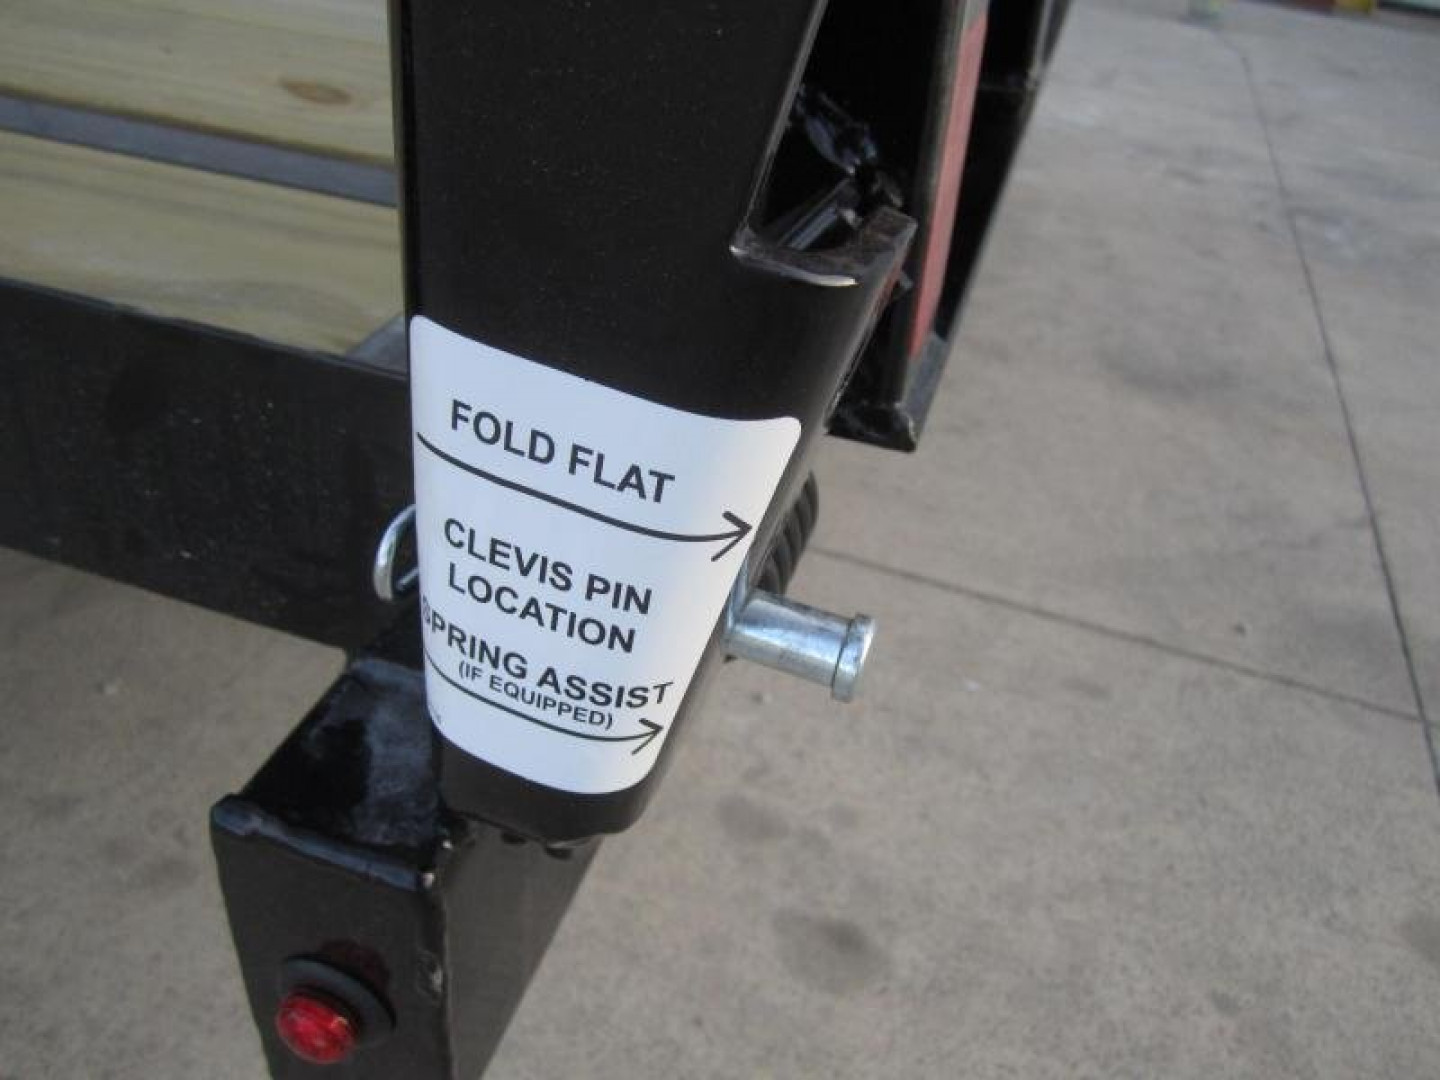 FOLD FLAT
CLEVIS PIN
LOCATION
SPRING ASSIST
(IF EQUIPPED)